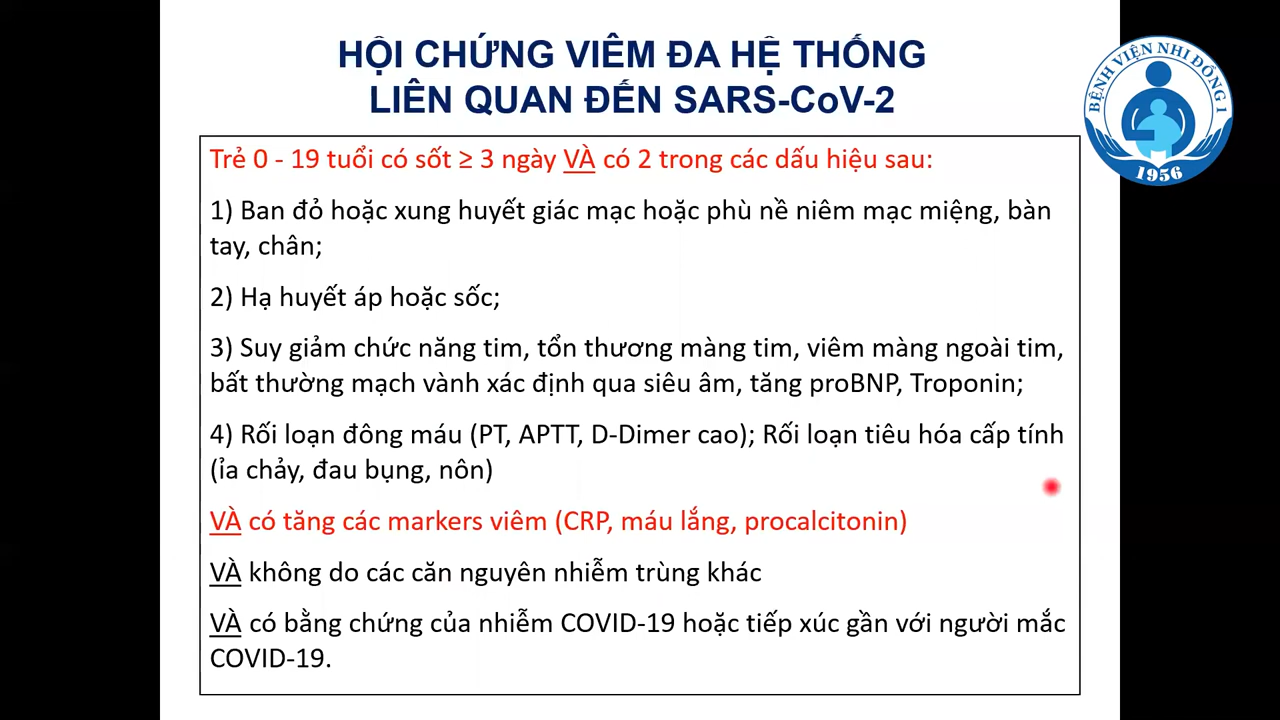 HỘI CHỨNG VIÊM ĐA HỆ THỐNG
LIÊN QUAN ĐẾN SARS-CoV-2
BỆNH VIỆN NHI ĐỒNG 1
1956
Trẻ 0 - 19 tuổi có sốt ≥ 3 ngày VÀ có 2 trong các dấu hiệu sau:
1) Ban đỏ hoặc xung huyết giác mạc hoặc phù nề niêm mạc miệng, bàn
tay, chân;
2) Hạ huyết áp hoặc sốc;
3) Suy giảm chức năng tim, tổn thương màng tim, viêm màng ngoài tim,
bất thường mạch vành xác định qua siêu âm, tăng proBNP, Troponin;
4) Rối loạn đông máu (PT, APTT, D-Dimer cao); Rối loạn tiêu hóa cấp tính
(ỉa chảy, đau bụng, nôn)
VÀ có tăng các markers viêm (CRP, máu lắng, procalcitonin)
VÀ không do các căn nguyên nhiễm trùng khác
VÀ có bằng chứng của nhiễm COVID-19 hoặc tiếp xúc gần với người mắc
COVID-19.